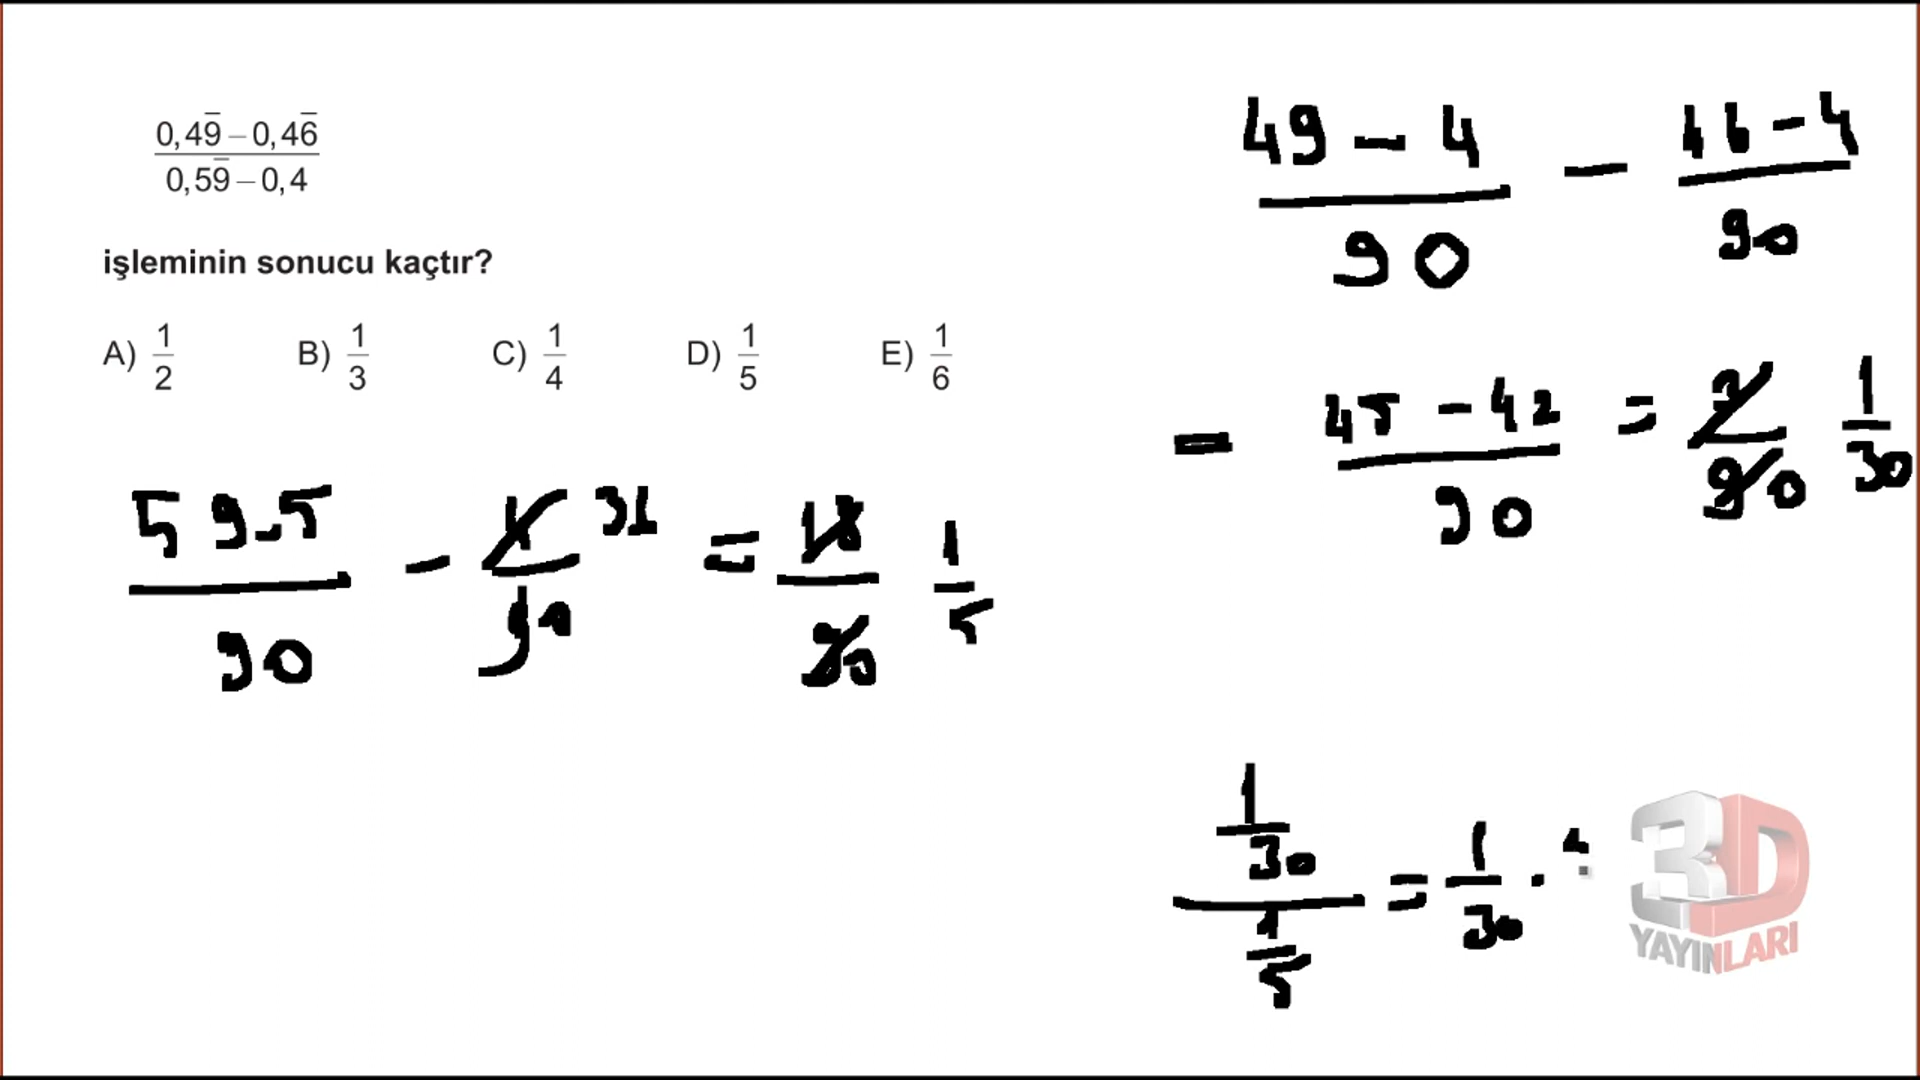 0,49̅ – 0,46̅
0,59̅ – 0,4
işleminin sonucu kaçtır?
A) 1/2 B) 1/3 C) 1/4 D) 1/5 E) 1/6
49 - 4 / 90 - 46 - 4 / 90
= 45 - 42 / 90 = 3 / 90 1 / 30
59-5 / 90 - 36 / 90 = 18 / 90 1 / 5
1 / 30
1 / 5
= 1 / 30 ·
3D
YAYINLARI